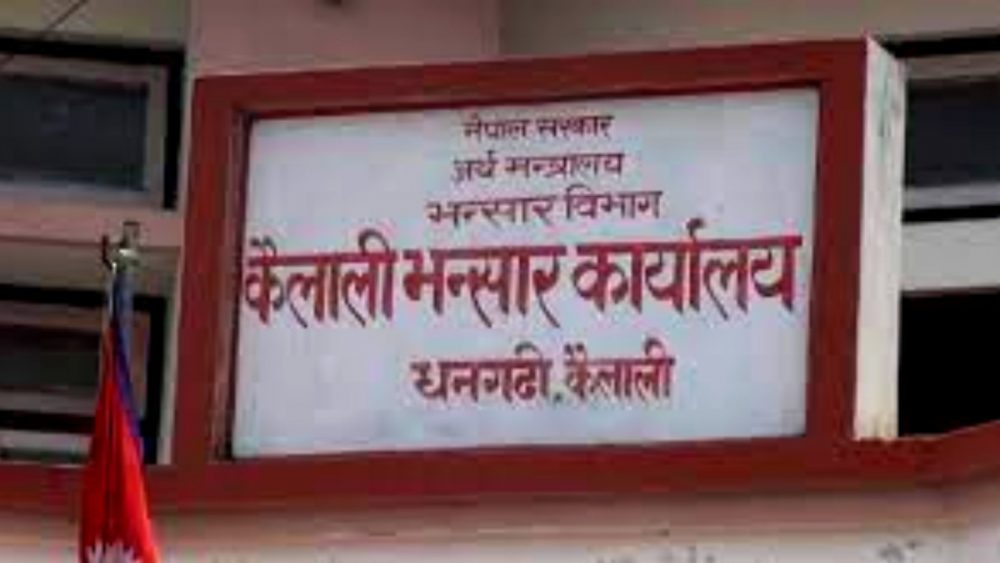 नेपाल सरकार
अर्थ मन्त्रालय
भन्सार विभाग
कैलाली भन्सार कार्यालय
धनगढी, कैलाली